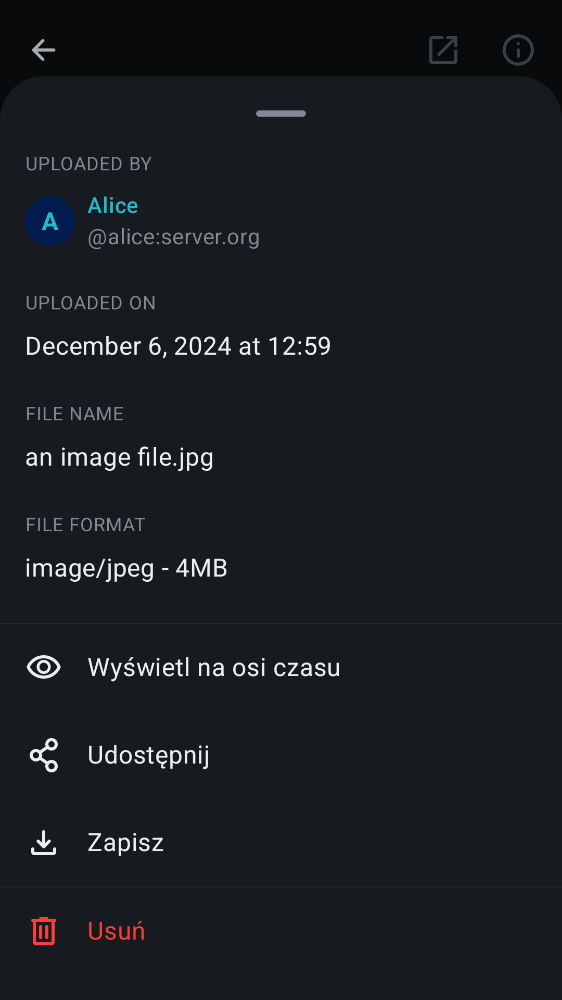 UPLOADED BY
A
Alice
@alice:server.org
UPLOADED ON
December 6, 2024 at 12:59
FILE NAME
an image file.jpg
FILE FORMAT
image/jpeg - 4MB
Wyświetl na osi czasu
Udostępnij
Zapisz
Usuń